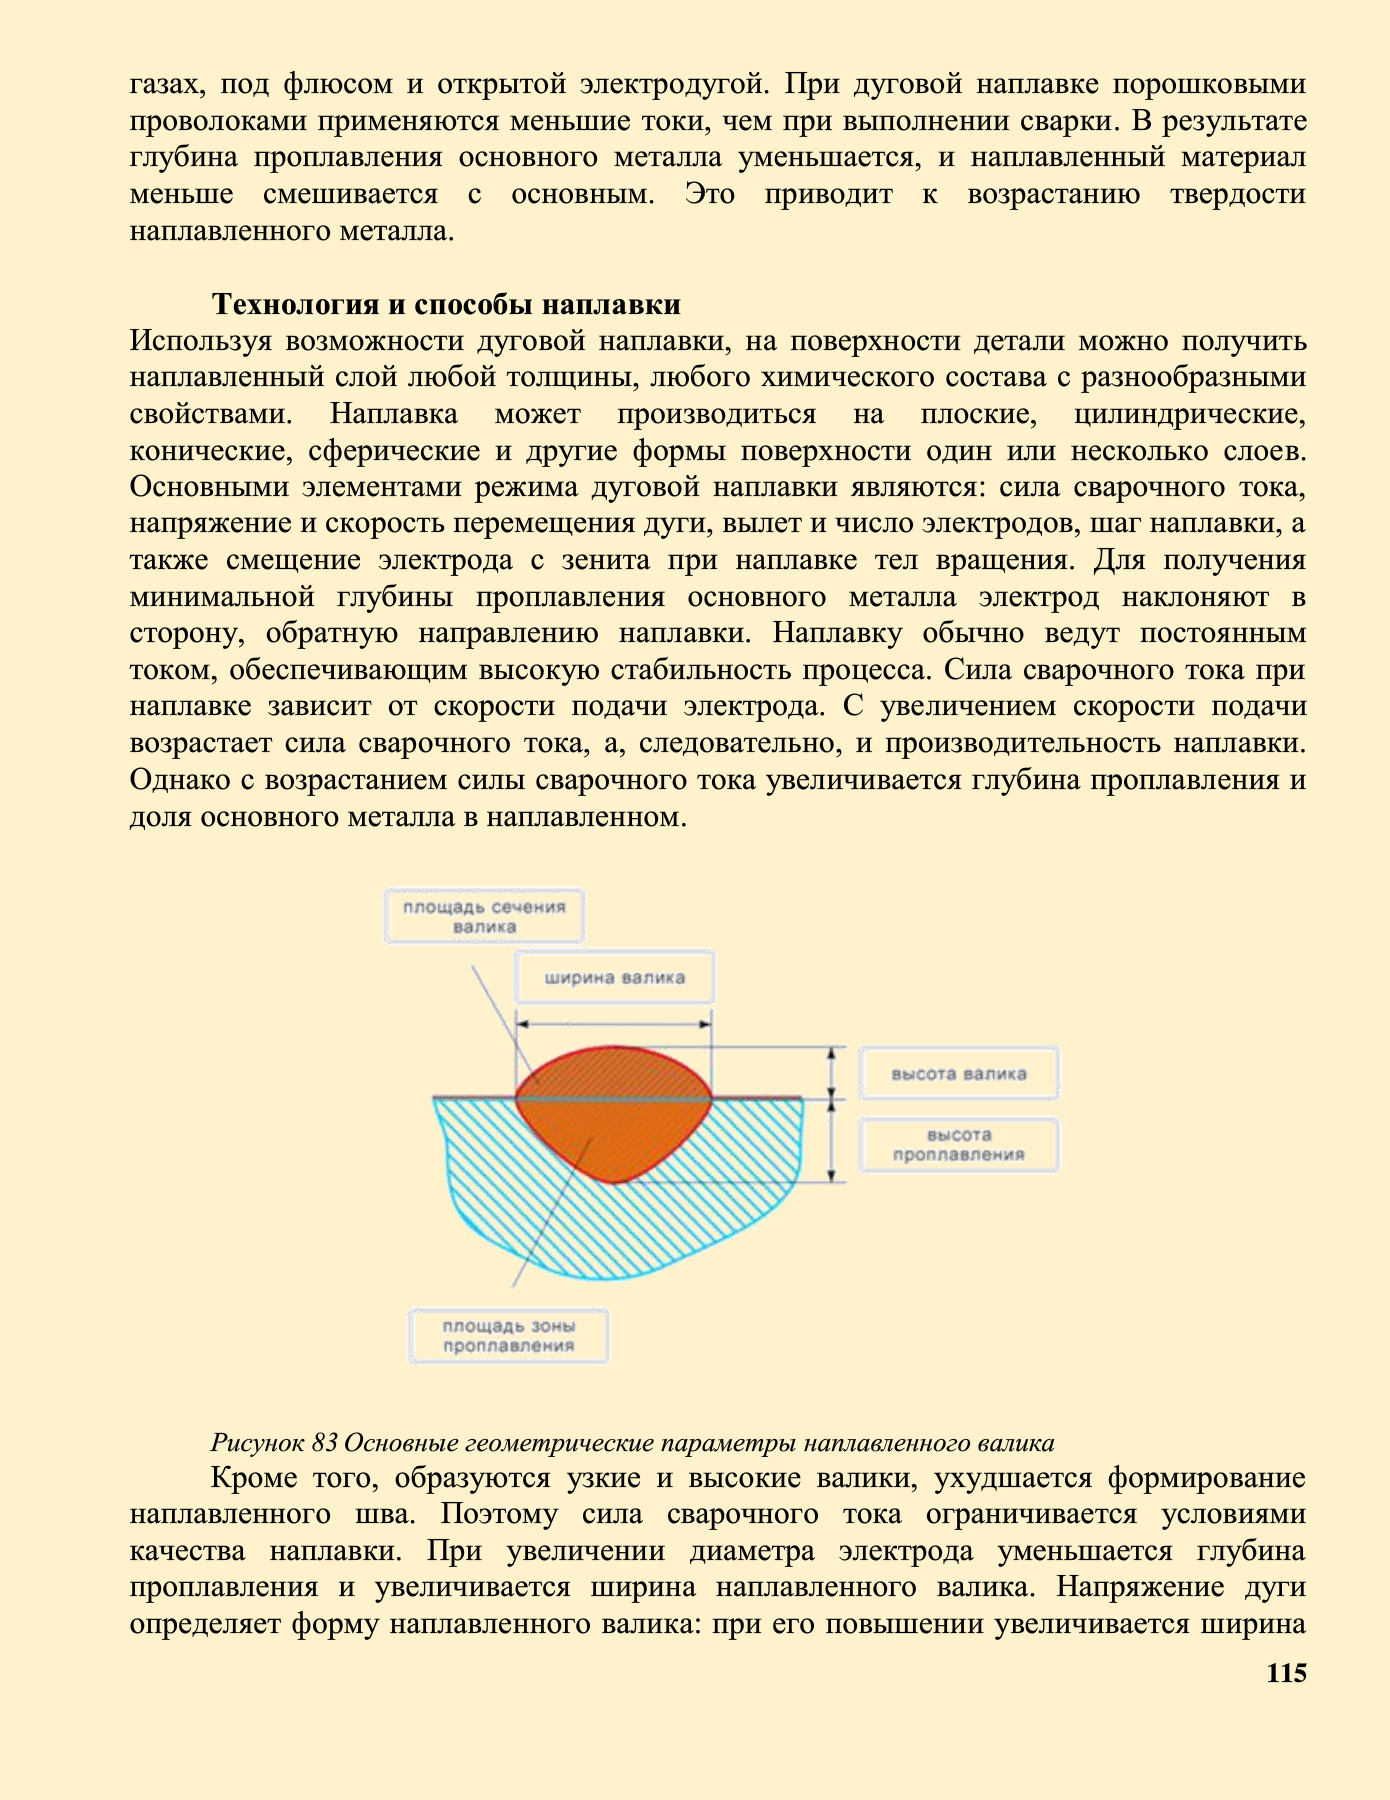 газах, под флюсом и открытой электродугой. При дуговой наплавке порошковыми
проволоками применяются меньшие токи, чем при выполнении сварки. В результате
глубина проплавления основного металла уменьшается, и наплавленный материал
меньше смешивается с основным. Это приводит к возрастанию твердости
наплавленного металла.
Технология и способы наплавки
Используя возможности дуговой наплавки, на поверхности детали можно получить
наплавленный слой любой толщины, любого химического состава с разнообразными
свойствами. Наплавка может производиться на плоские, цилиндрические,
конические, сферические и другие формы поверхности один или несколько слоев.
Основными элементами режима дуговой наплавки являются: сила сварочного тока,
напряжение и скорость перемещения дуги, вылет и число электродов, шаг наплавки, а
также смещение электрода с зенита при наплавке тел вращения. Для получения
минимальной глубины проплавления основного металла электрод наклоняют в
сторону, обратную направлению наплавки. Наплавку обычно ведут постоянным
током, обеспечивающим высокую стабильность процесса. Сила сварочного тока при
наплавке зависит от скорости подачи электрода. С увеличением скорости подачи
возрастает сила сварочного тока, а, следовательно, и производительность наплавки.
Однако с возрастанием силы сварочного тока увеличивается глубина проплавления и
доля основного металла в наплавленном.
площадь сечения
валика
ширина валика
высота валика
высота
проплавления
площадь зоны
проплавления
Рисунок 83 Основные геометрические параметры наплавленного валика
Кроме того, образуются узкие и высокие валики, ухудшается формирование
наплавленного шва. Поэтому сила сварочного тока ограничивается условиями
качества наплавки. При увеличении диаметра электрода уменьшается глубина
проплавления и увеличивается ширина наплавленного валика. Напряжение дуги
определяет форму наплавленного валика: при его повышении увеличивается ширина
115